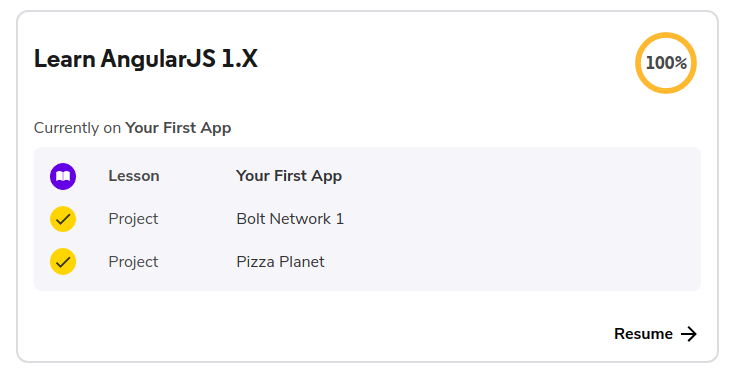 Learn AngularJS 1.X
100%
Currently on Your First App
Lesson Your First App
Project Bolt Network 1
Project Pizza Planet
Resume